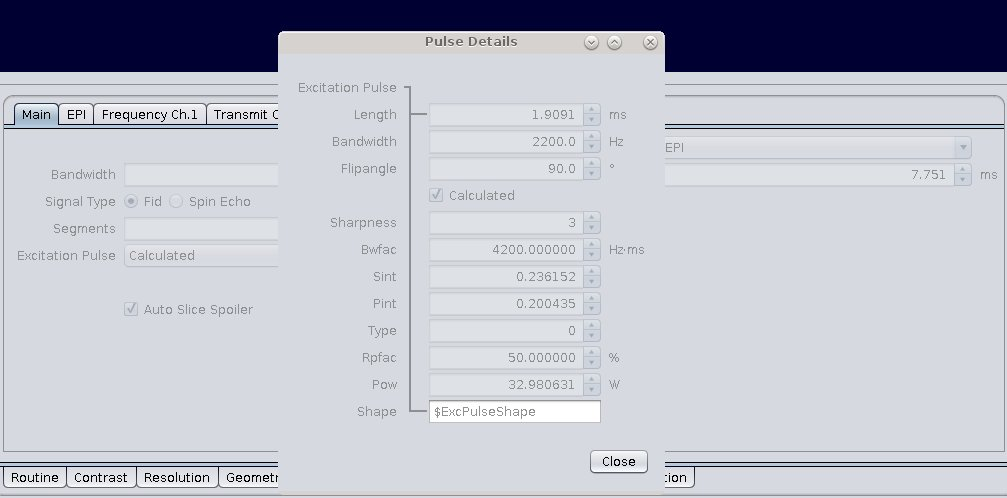 Pulse Details
Main EPI Frequency Ch.1 Transmit C
Excitation Pulse
Length 1.9091 ms
Bandwidth 2200.0 Hz
Flipangle 90.0 °
Calculated
Sharpness 3
Bwfac 4200.000000 Hz·ms
Sint 0.236152
Pint 0.200435
Type 0
Rpfac 50.000000 %
Pow 32.980631 W
Shape $ExcPulseShape
Close
Bandwidth
Signal Type Fid Spin Echo
Segments
Excitation Pulse Calculated
Auto Slice Spoiler
EPI
7.751 ms
Routine Contrast Resolution Geometr tion